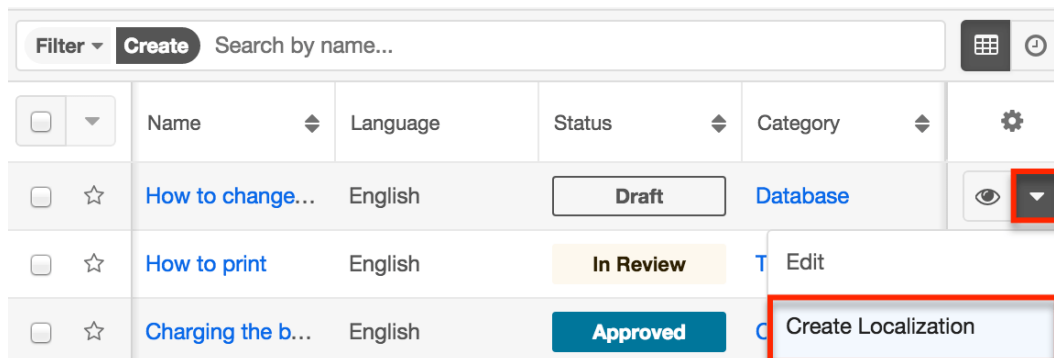 Filter Create Search by name...
Name Language Status Category
How to change... English Draft Database
How to print English In Review T
Edit
Charging the b... English Approved C
Create Localization